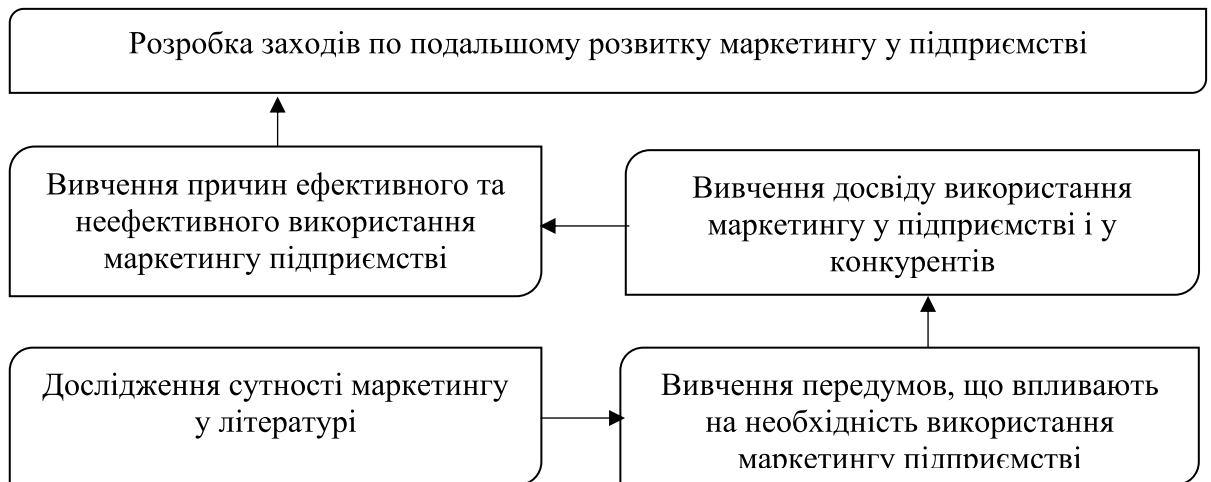 Розробка заходів по подальшому розвитку маркетингу у підприємстві
Вивчення причин ефективного та
неефективного використання
маркетингу підприємстві
Вивчення досвіду використання
маркетингу у підприємстві і у
конкурентів
Дослідження сутності маркетингу
у літературі
Вивчення передумов, що впливають
на необхідність використання
маркетингу підприємстві